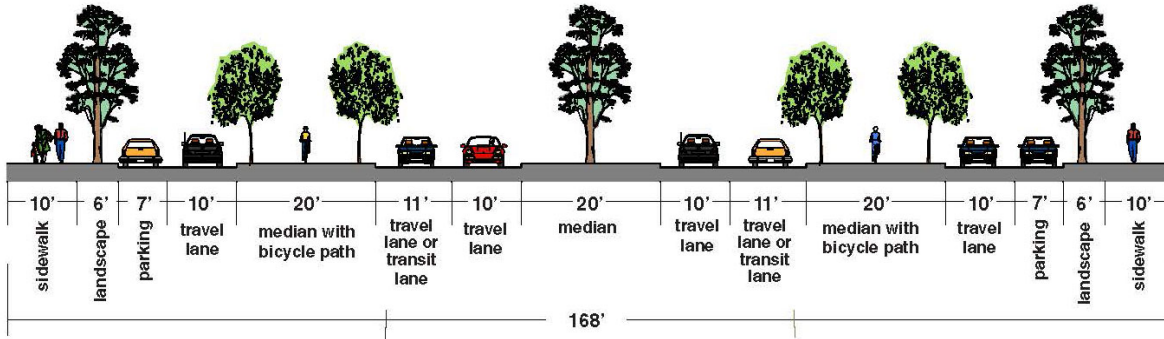 10' 6' 7' 10' 20' 11' 10' 20' 10' 11' 20' 10' 7' 6' 10'
sidewalk
landscape
parking
travel
lane
median with
bicycle path
travel
lane or
transit
lane
travel
lane
median
travel
lane
travel
lane or
transit
lane
median with
bicycle path
travel
lane
parking
landscape
sidewalk
168'